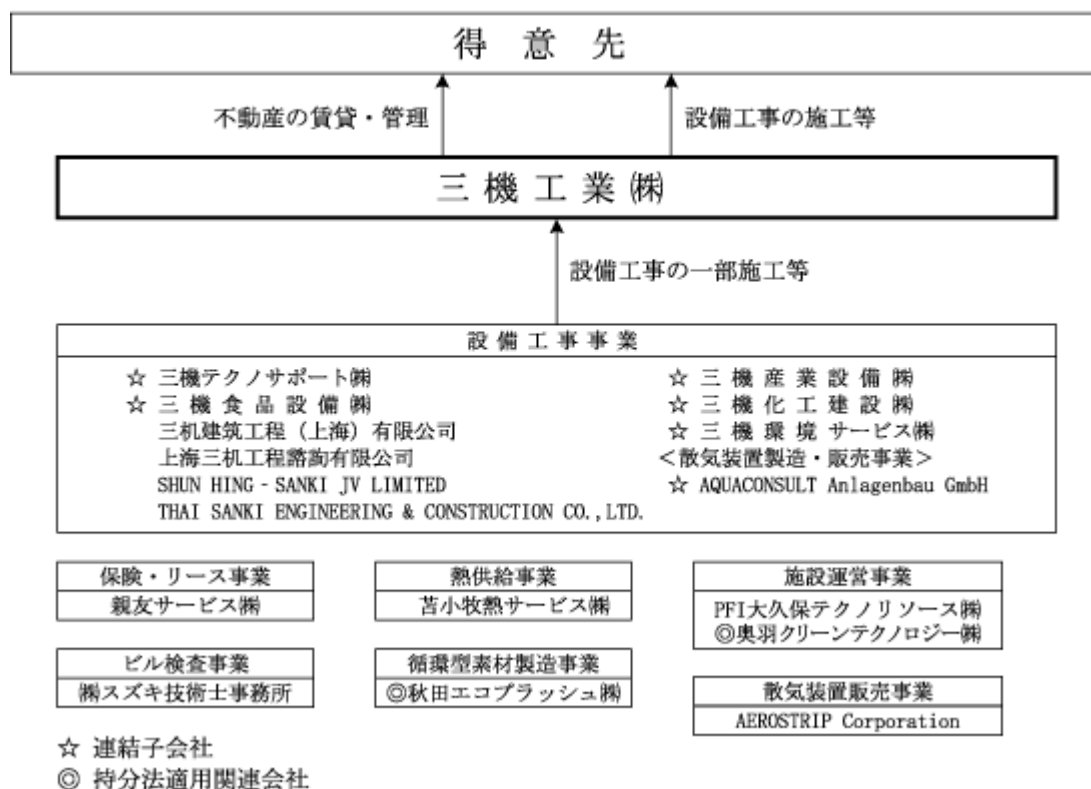 得 意 先
不動産の賃貸・管理
設備工事の施工等
三 機 工 業 ㈱
設備工事の一部施工等
設 備 工 事 事 業
☆ 三機テクノサポート㈱
☆ 三 機 食 品 設 備 ㈱
三机建筑工程（上海）有限公司
上海三机工程諮詢有限公司
SHUN HING‐SANKI JV LIMITED
THAI SANKI ENGINEERING & CONSTRUCTION CO.,LTD.
☆ 三 機 産 業 設 備 ㈱
☆ 三 機 化 工 建 設 ㈱
☆ 三 機 環 境 サービス㈱
＜散気装置製造・販売事業＞
☆ AQUACONSULT Anlagenbau GmbH
保険・リース事業
親友サービス㈱
熱供給事業
苫小牧熱サービス㈱
施設運営事業
PFI大久保テクノリソース㈱
◎奥羽クリーンテクノロジー㈱
ビル検査事業
㈱スズキ技術士事務所
循環型素材製造事業
◎秋田エコプラッシュ㈱
散気装置販売事業
AEROSTRIP Corporation
☆ 連結子会社
◎ 持分法適用関連会社